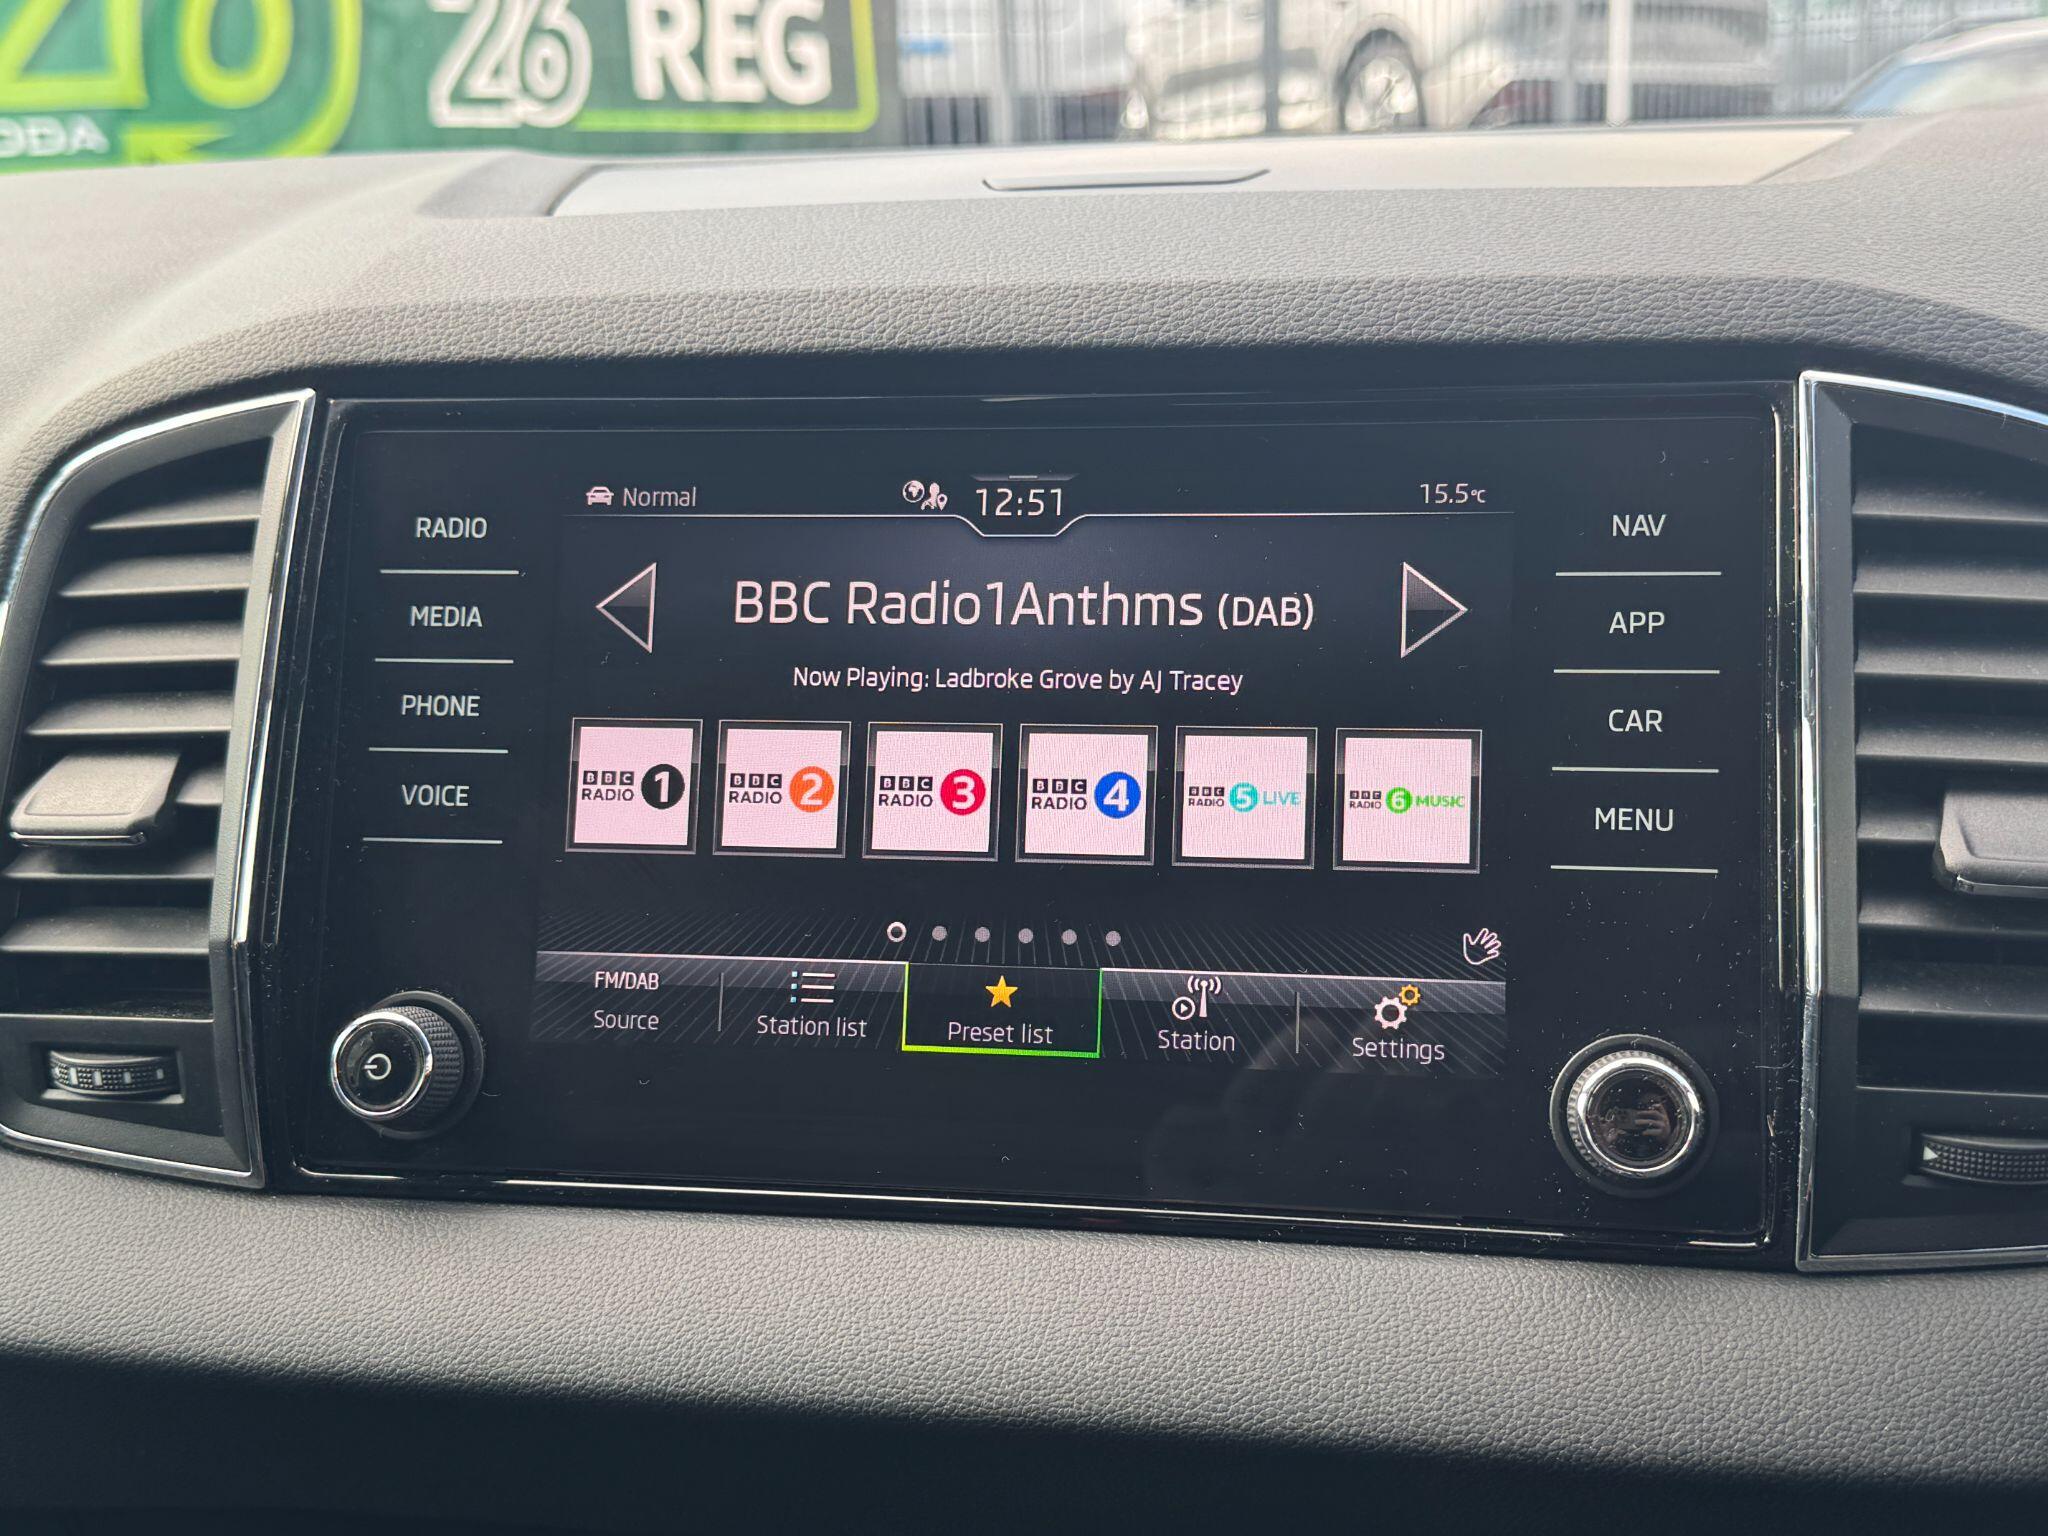 26
REG
RADIO
MEDIA
PHONE
VOICE
Normal
12:51
15.5°C
BBC Radio1Anthms (DAB)
Now Playing: Ladbroke Grove by AJ Tracey
BBC
RADIO 1
BBC
RADIO 2
BBC
RADIO 3
BBC
RADIO 4
BBC
RADIO 5 LIVE
BBC
RADIO 6 MUSIC
FM/DAB
Source
Station list
Preset list
Station
Settings
NAV
APP
CAR
MENU